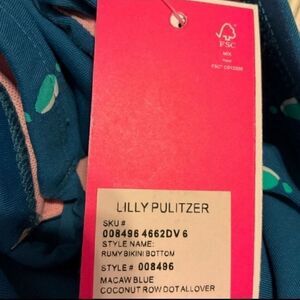 FSC
MIX
LILLY PULITZER
SKU #
008496 4662DV 6
STYLE NAME:
RUMY BIKINI BOTTOM
STYLE # 008496
MACAW BLUE
COCONUT ROW DOT ALLOVER